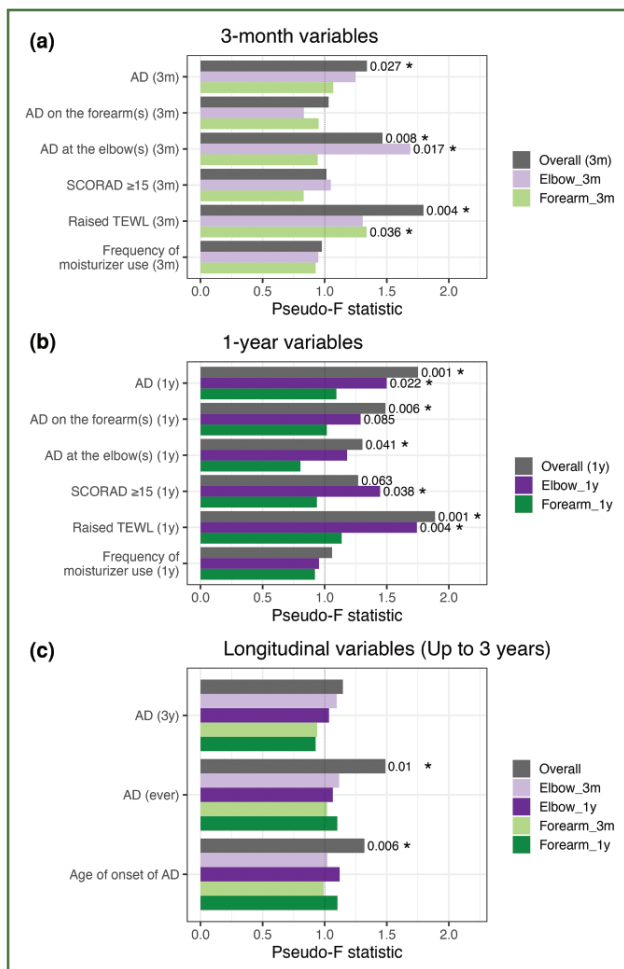 (a)
3-month variables
AD (3m)
0.027 *
AD on the forearm(s) (3m)
AD at the elbow(s) (3m)
0.008 *
0.017 *
SCORAD ≥15 (3m)
Raised TEWL (3m)
0.004 *
0.036 *
Frequency of
moisturizer use (3m)
0.0 0.5 1.0 1.5 2.0
Pseudo-F statistic
Overall (3m)
Elbow_3m
Forearm_3m
(b)
1-year variables
AD (1y)
0.001 *
0.022 *
AD on the forearm(s) (1y)
0.006 *
0.085
AD at the elbow(s) (1y)
0.041 *
SCORAD ≥15 (1y)
0.063
0.038 *
Raised TEWL (1y)
0.001 *
0.004 *
Frequency of
moisturizer use (1y)
0.0 0.5 1.0 1.5 2.0
Pseudo-F statistic
Overall (1y)
Elbow_1y
Forearm_1y
(c)
Longitudinal variables (Up to 3 years)
AD (3y)
AD (ever)
0.01 *
Age of onset of AD
0.006 *
0.0 0.5 1.0 1.5 2.0
Pseudo-F statistic
Overall
Elbow_3m
Elbow_1y
Forearm_3m
Forearm_1y